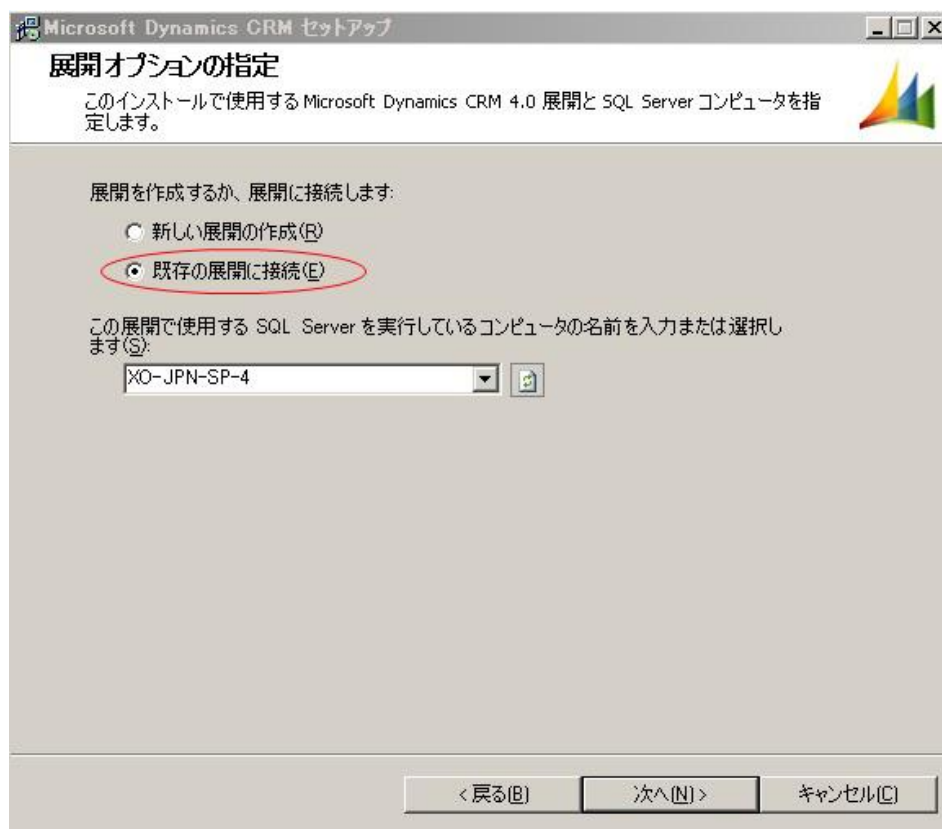 Microsoft Dynamics CRM セットアップ
展開オプションの指定
このインストールで使用する Microsoft Dynamics CRM 4.0 展開と SQL Server コンピュータを指
定します。
展開を作成するか、展開に接続します:
新しい展開の作成(R)
既存の展開に接続(E)
この展開で使用する SQL Server を実行しているコンピュータの名前を入力または選択し
ます(S):
XO-JPN-SP-4
< 戻る(B)
次へ(N) >
キャンセル(C)